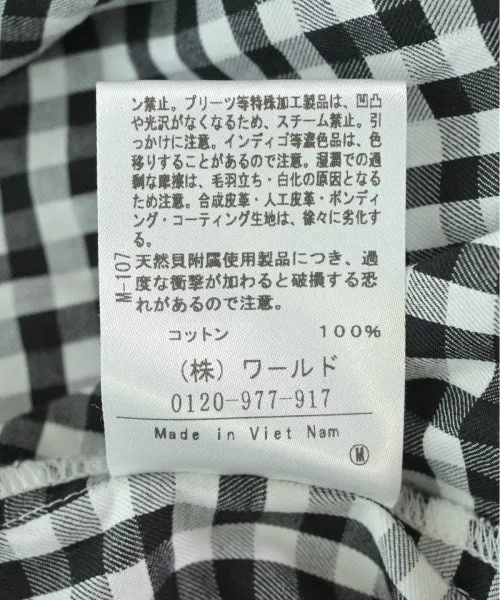 ン禁止。プリーツ等特殊加工製品は、凹凸
や光沢がなくなるため、スチーム禁止。引
っかけに注意。インディゴ等濃色品は、色
移りすることがあるので注意。湿潤での過
剰な摩擦は、毛羽立ち・白化の原因となる
ため注意。合成皮革・人工皮革・ボンディ
ング・コーティング生地は、徐々に劣化す
る。
M-107
天然貝附属使用製品につき、過
度な衝撃が加わると破損する恐
れがあるので注意。
コットン 100%
(株) ワールド
0120-977-917
Made in Viet Nam
M